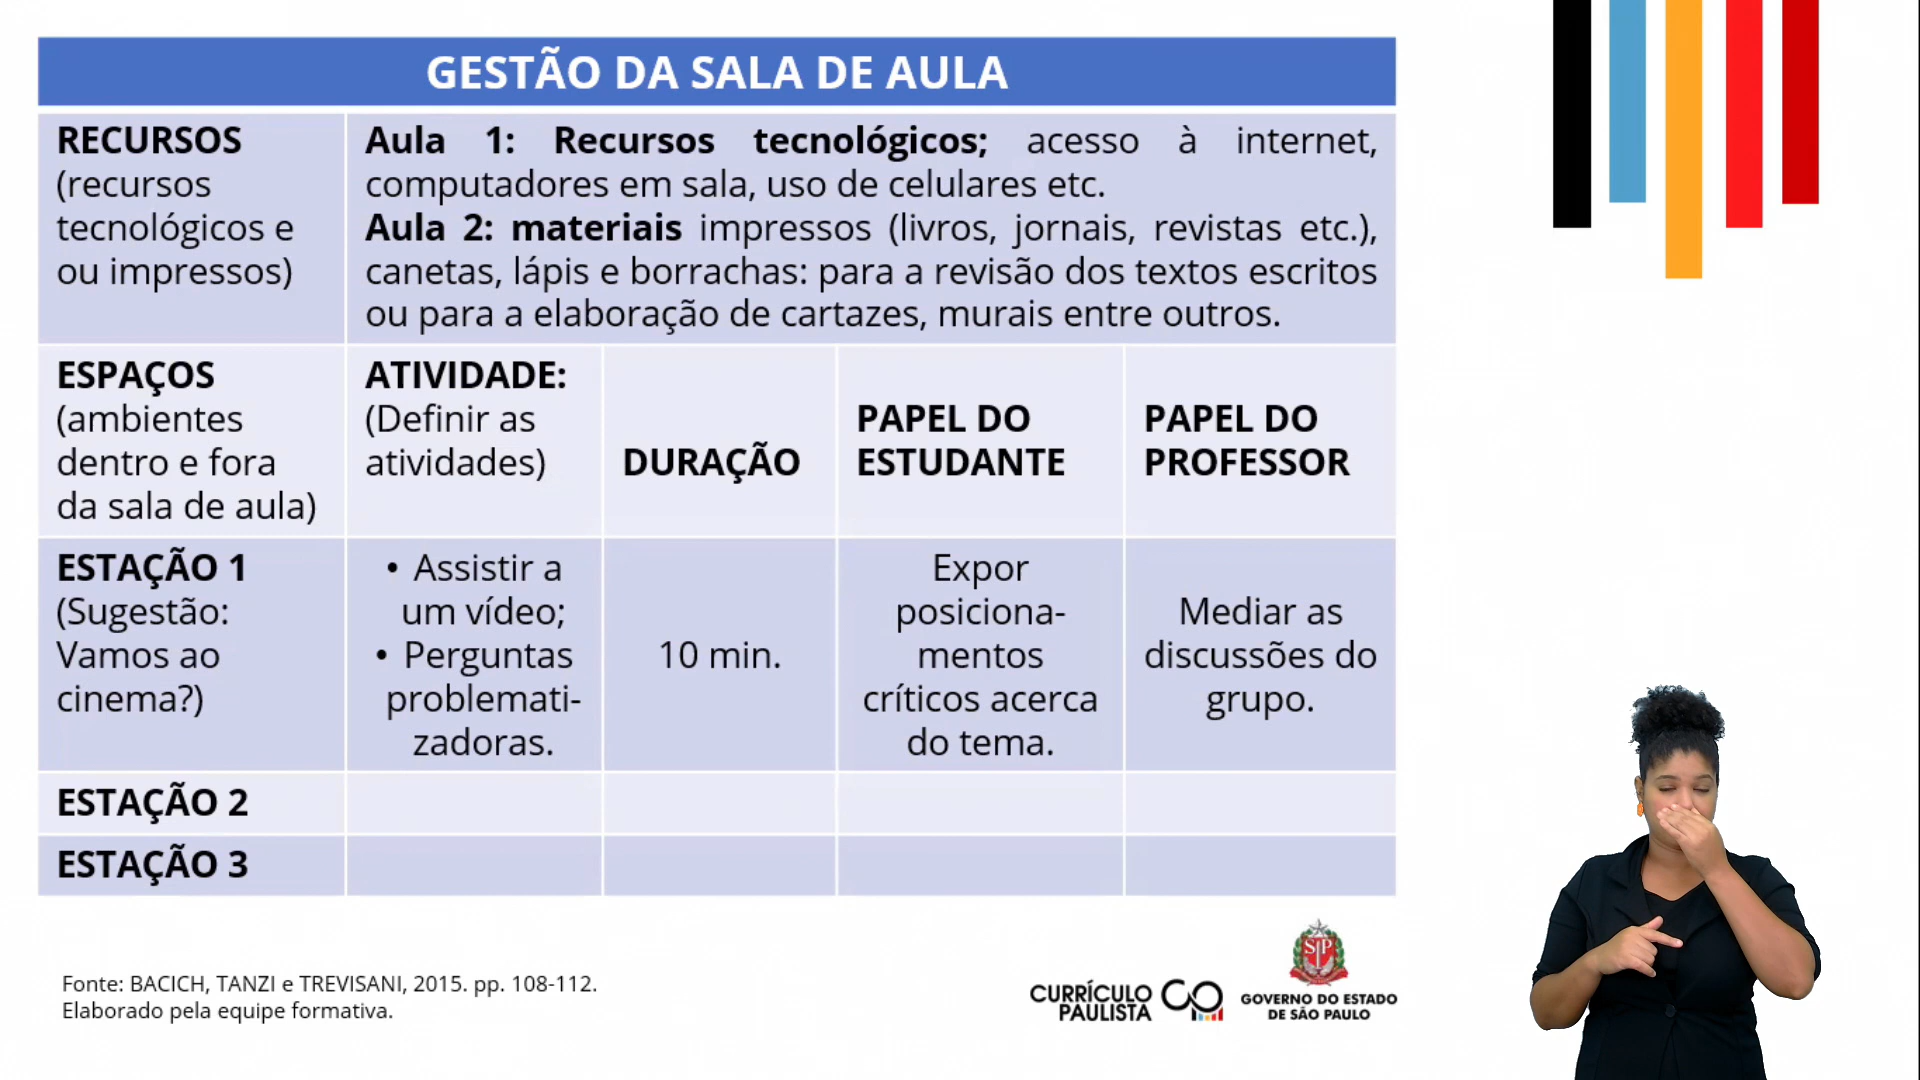 GESTÃO DA SALA DE AULA
RECURSOS
(recursos
tecnológicos e
ou impressos)
Aula 1: Recursos tecnológicos; acesso à internet,
computadores em sala, uso de celulares etc.
Aula 2: materiais impressos (livros, jornais, revistas etc.),
canetas, lápis e borrachas: para a revisão dos textos escritos
ou para a elaboração de cartazes, murais entre outros.
ESPAÇOS
(ambientes
dentro e fora
da sala de aula)
ATIVIDADE:
(Definir as
atividades)
DURAÇÃO
PAPEL DO
ESTUDANTE
PAPEL DO
PROFESSOR
ESTAÇÃO 1
(Sugestão:
Vamos ao
cinema?)
• Assistir a
um vídeo;
• Perguntas
problemati-
zadoras.
10 min.
Expor
posiciona-
mentos
críticos acerca
do tema.
Mediar as
discussões do
grupo.
ESTAÇÃO 2
ESTAÇÃO 3
Fonte: BACICH, TANZI e TREVISANI, 2015. pp. 108-112.
Elaborado pela equipe formativa.
CURRÍCULO
PAULISTA
SP
GOVERNO DO ESTADO
DE SÃO PAULO